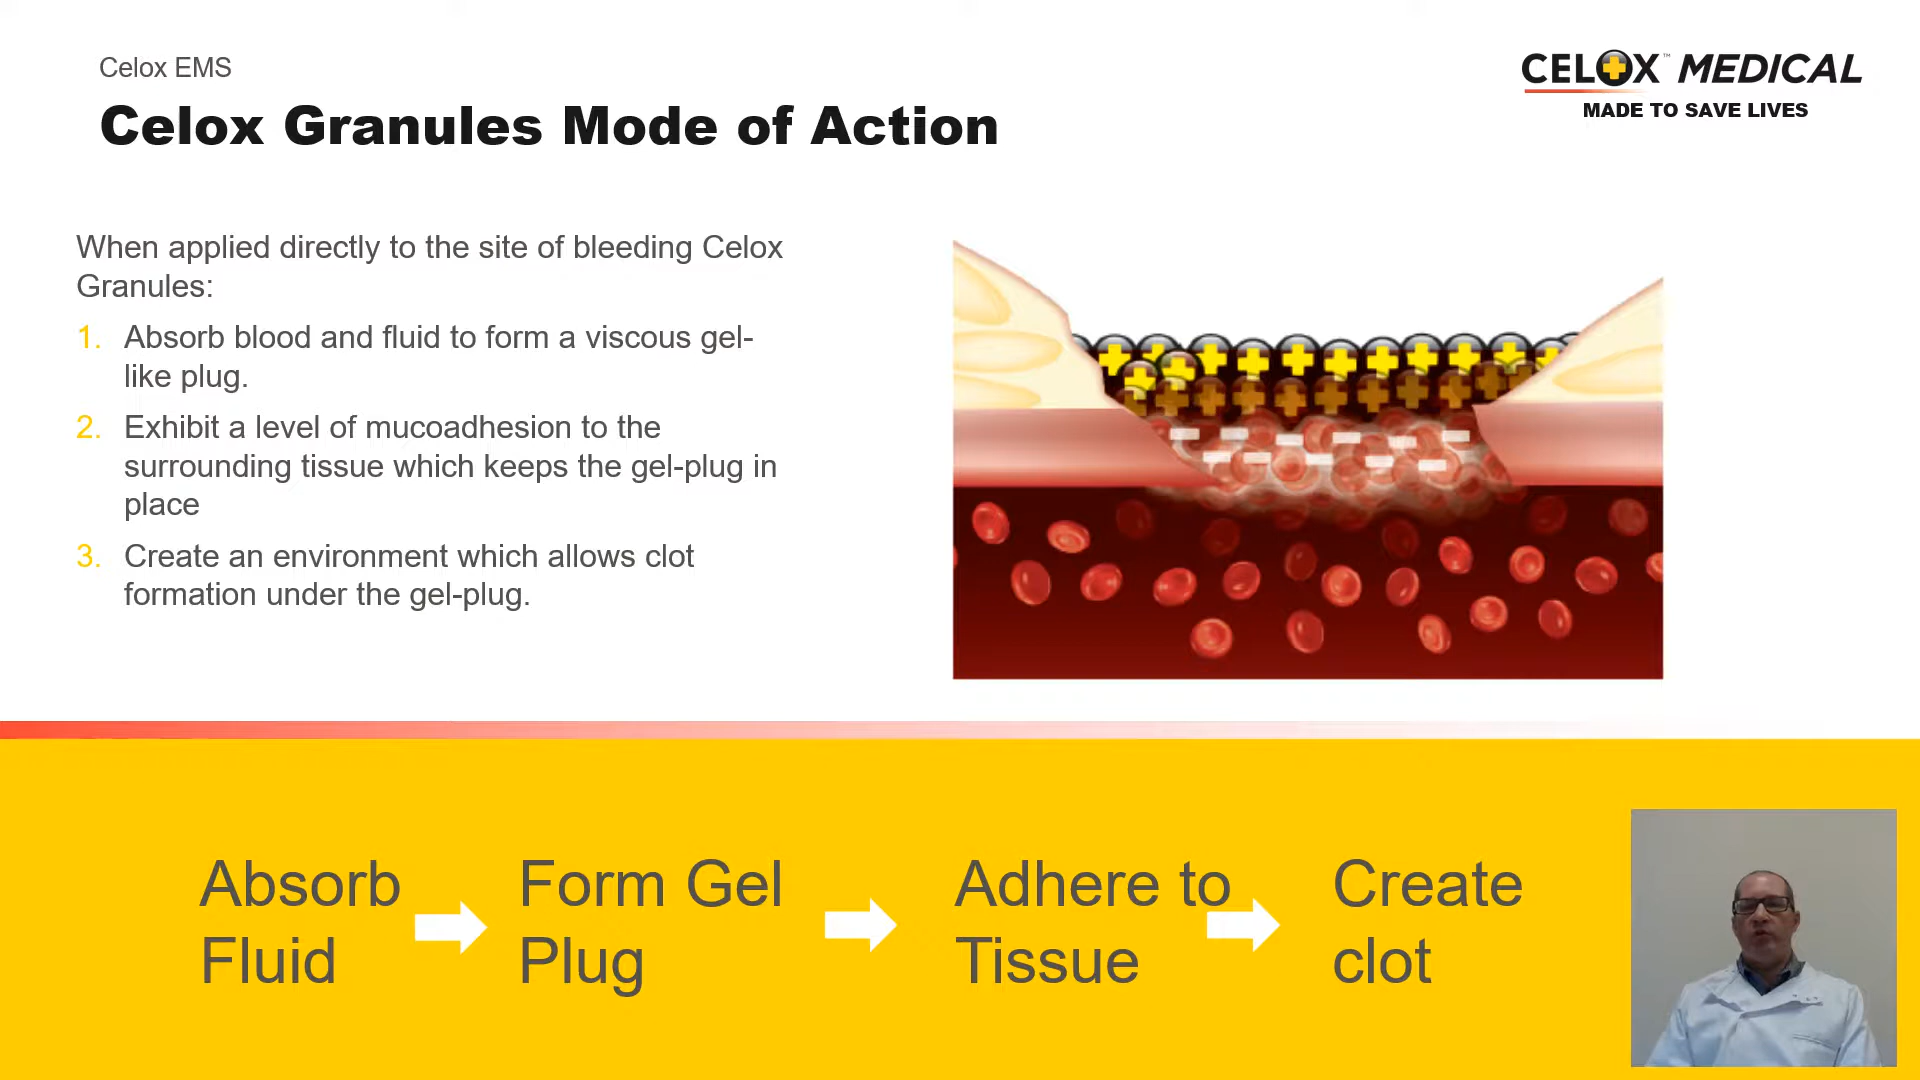 Celox EMS
Celox Granules Mode of Action
CELOX™ MEDICAL
MADE TO SAVE LIVES
When applied directly to the site of bleeding Celox
Granules:
1. Absorb blood and fluid to form a viscous gel-
like plug.
2. Exhibit a level of mucoadhesion to the
surrounding tissue which keeps the gel-plug in
place
3. Create an environment which allows clot
formation under the gel-plug.
Absorb
Fluid
Form Gel
Plug
Adhere to
Tissue
Create
clot